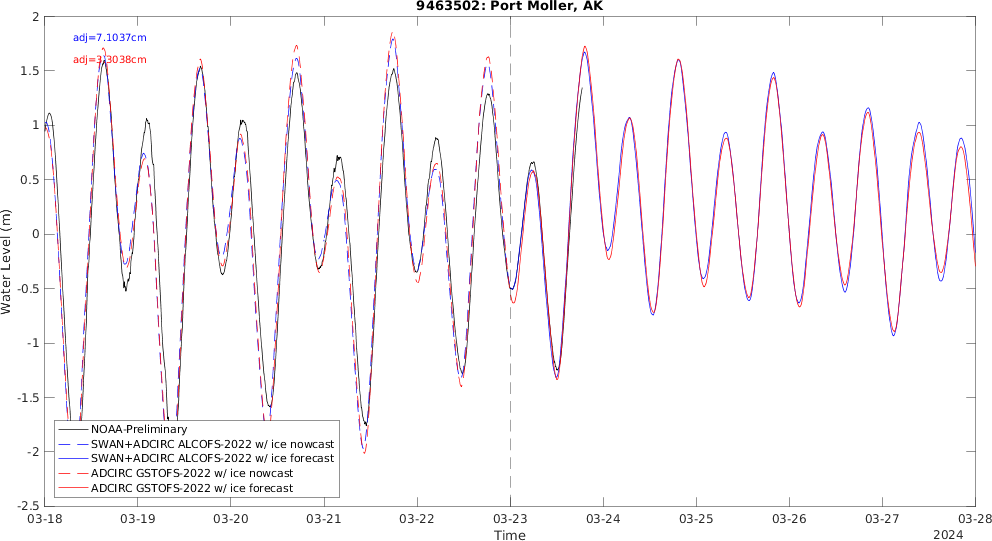 9463502: Port Moller, AK
adj=7.1037cm
adj=3.3038cm
Water Level (m)
2
1.5
1
0.5
0
-0.5
-1
-1.5
-2
-2.5
NOAA-Preliminary
SWAN+ADCIRC ALCOFS-2022 w/ ice nowcast
SWAN+ADCIRC ALCOFS-2022 w/ ice forecast
ADCIRC GSTOFS-2022 w/ ice nowcast
ADCIRC GSTOFS-2022 w/ ice forecast
03-18 03-19 03-20 03-21 03-22 03-23 03-24 03-25 03-26 03-27 03-28
Time
2024